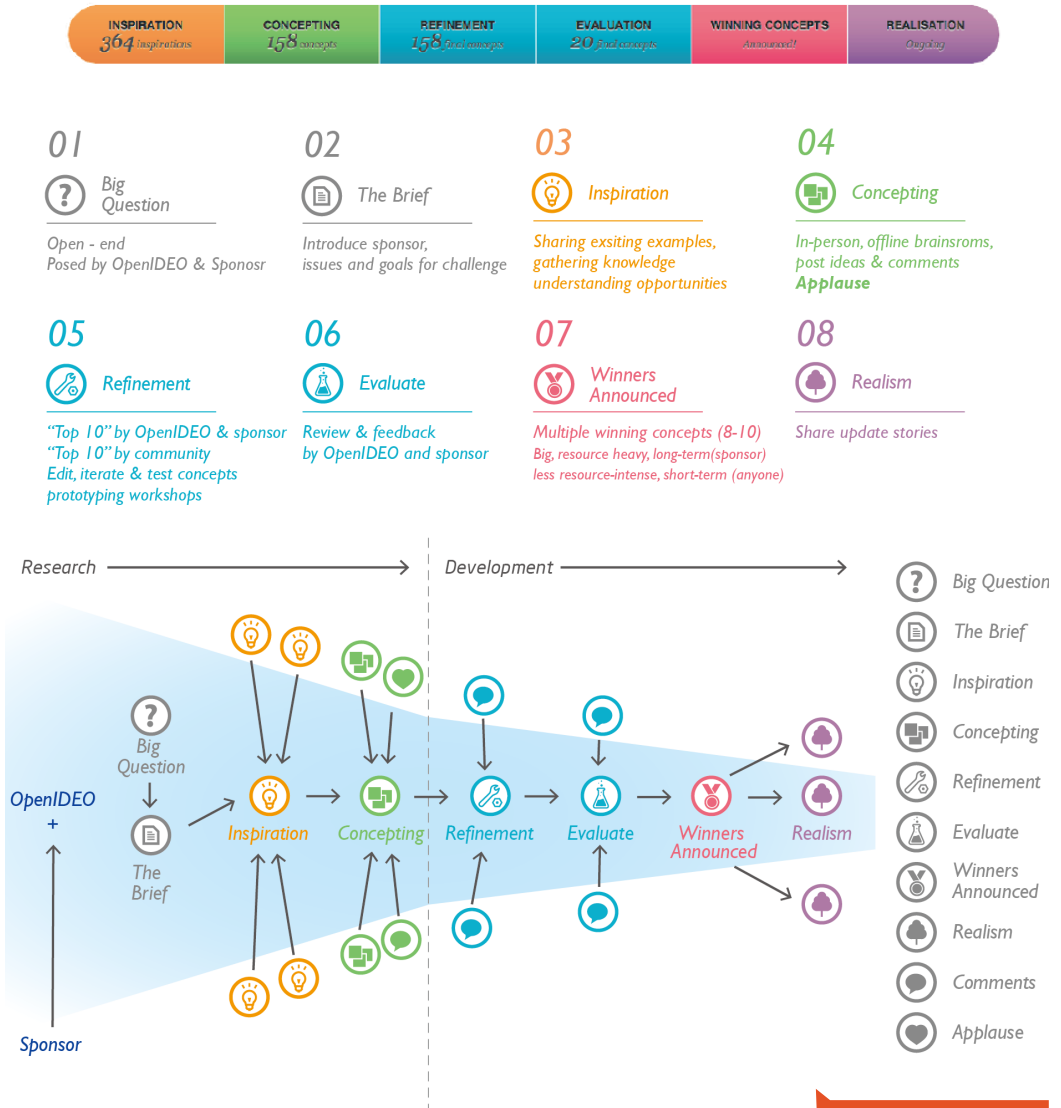 INSPIRATION
364 inspirations
CONCEPTING
158 concepts
REFINEMENT
158 final concepts
EVALUATION
20 final concepts
WINNING CONCEPTS
Announced!
REALISATION
Ongoing
01
Big
Question
Open - end
Posed by OpenIDEO & Sponosr
02
The Brief
Introduce sponsor,
issues and goals for challenge
03
Inspiration
Sharing exsiting examples,
gathering knowledge
understanding opportunities
04
Concepting
In-person, offline brainsroms,
post ideas & comments
Applause
05
Refinement
“Top 10” by OpenIDEO & sponsor
“Top 10” by community
Edit, iterate & test concepts
prototyping workshops
06
Evaluate
Review & feedback
by OpenIDEO and sponsor
07
Winners
Announced
Multiple winning concepts (8-10)
Big, resource heavy, long-term(sponsor)
less resource-intense, short-term (anyone)
08
Realism
Share update stories
Research
Development
Big
Question
The
Brief
OpenIDEO
+
Sponsor
Inspiration
Concepting
Refinement
Evaluate
Winners
Announced
Realism
Big Question
The Brief
Inspiration
Concepting
Refinement
Evaluate
Winners
Announced
Realism
Comments
Applause